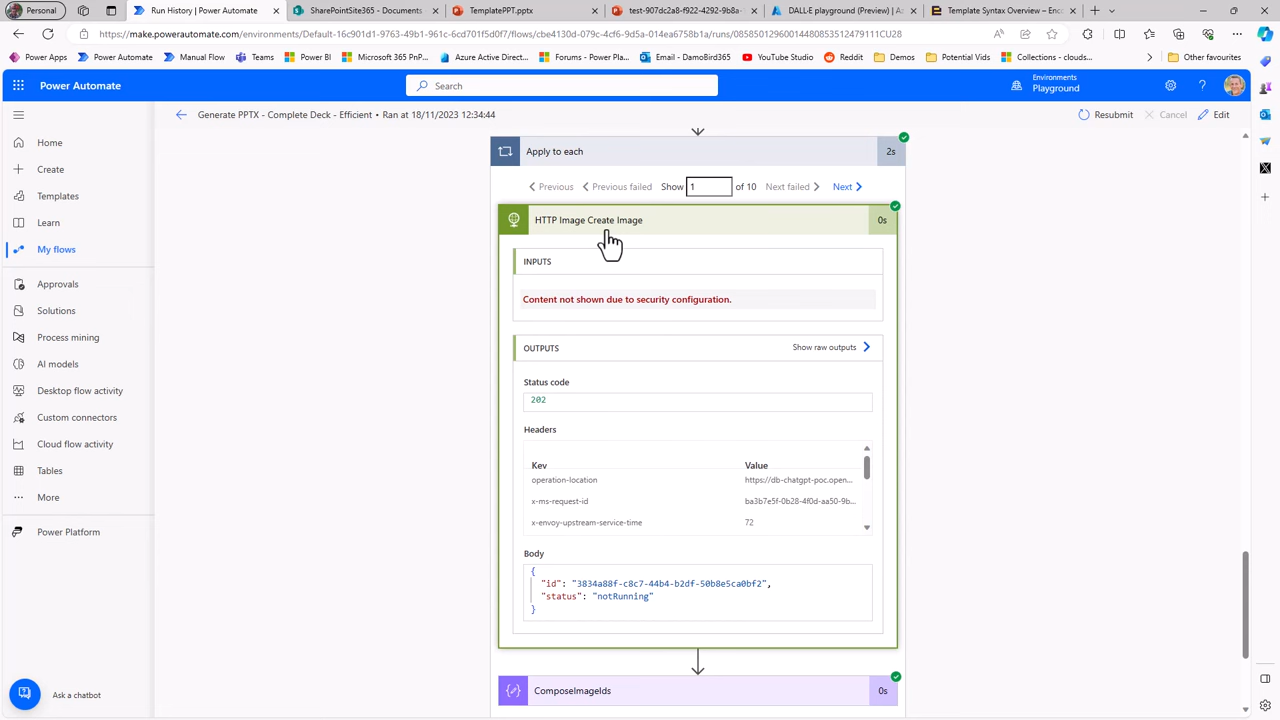 Personal
Run History | Power Automate
SharePointSite365 - Documents
TemplatePPT.pptx
test-907dc2a8-f922-4292-9b8a-
DALL·E playground (Preview) | A
Template Syntax Overview – Enco
https://make.powerautomate.com/environments/Default-16c901d1-9763-49b1-961c-6cd701f5d0f7/flows/cbe4130d-079c-4cf6-9d5a-014ea6758b1a/runs/08585012960014480853512479111CU28
Power Apps
Power Automate
Manual Flow
Teams
Power BI
Microsoft 365 PnP...
Azure Active Direct...
Forums - Power Pla...
Email - DamoBird365
YouTube Studio
Reddit
Demos
Potential Vids
Collections - clouds...
Other favourites
Power Automate
Search
Environments
Playground
Generate PPTX - Complete Deck - Efficient • Ran at 18/11/2023 12:34:44
Resubmit
Cancel
Edit
Home
Create
Templates
Learn
My flows
Approvals
Solutions
Process mining
AI models
Desktop flow activity
Custom connectors
Cloud flow activity
Tables
More
Power Platform
Ask a chatbot
Apply to each
2s
Previous
Previous failed
Show 1 of 10
Next failed
Next
HTTP Image Create Image
0s
INPUTS
Content not shown due to security configuration.
OUTPUTS
Show raw outputs
Status code
202
Headers
Key Value
operation-location https://db-chatgpt-poc.open...
x-ms-request-id ba3b7e5f-0b28-4f0d-aa50-9b...
x-envoy-upstream-service-time 72
Body
{
"id": "3834a88f-c8c7-44b4-b2df-50b8e5ca0bf2",
"status": "notRunning"
}
ComposeImageIds
0s